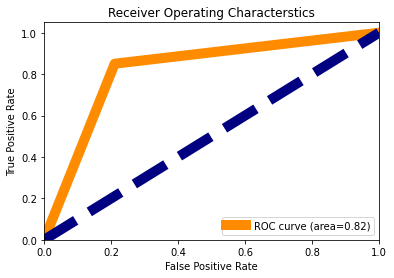 Receiver Operating Characterstics
True Positive Rate
1.0
0.8
0.6
0.4
0.2
0.0
ROC curve (area=0.82)
0.0 0.2 0.4 0.6 0.8 1.0
False Positive Rate